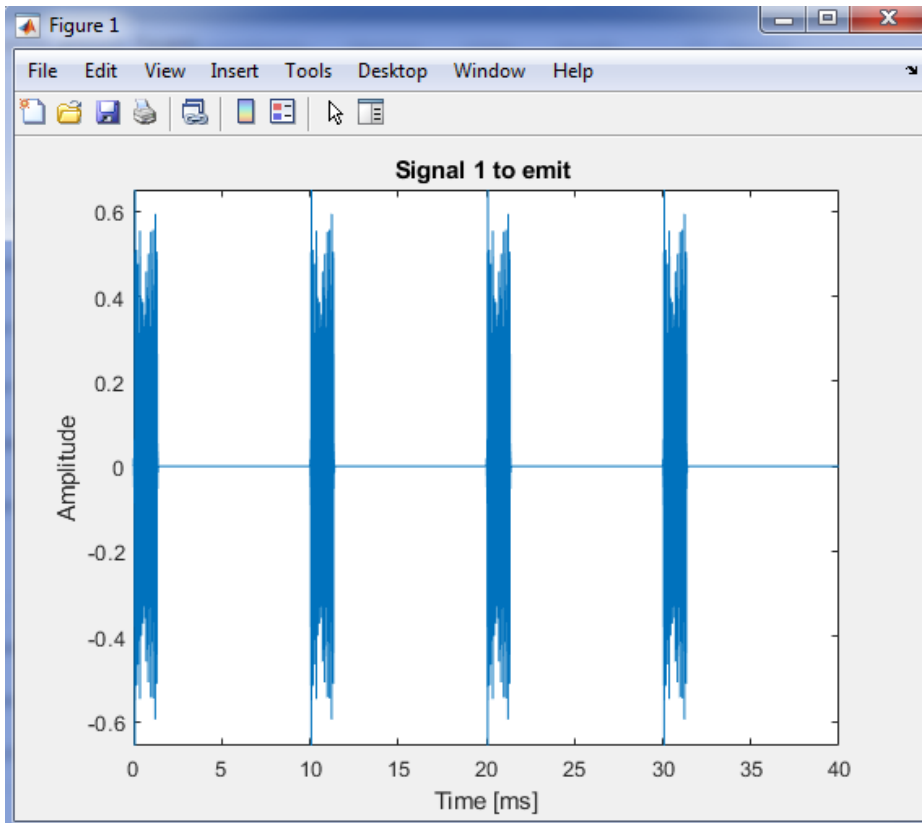 Figure 1
File Edit View Insert Tools Desktop Window Help
Signal 1 to emit
0.6
0.4
0.2
0
-0.2
-0.4
-0.6
Amplitude
0 5 10 15 20 25 30 35 40
Time [ms]